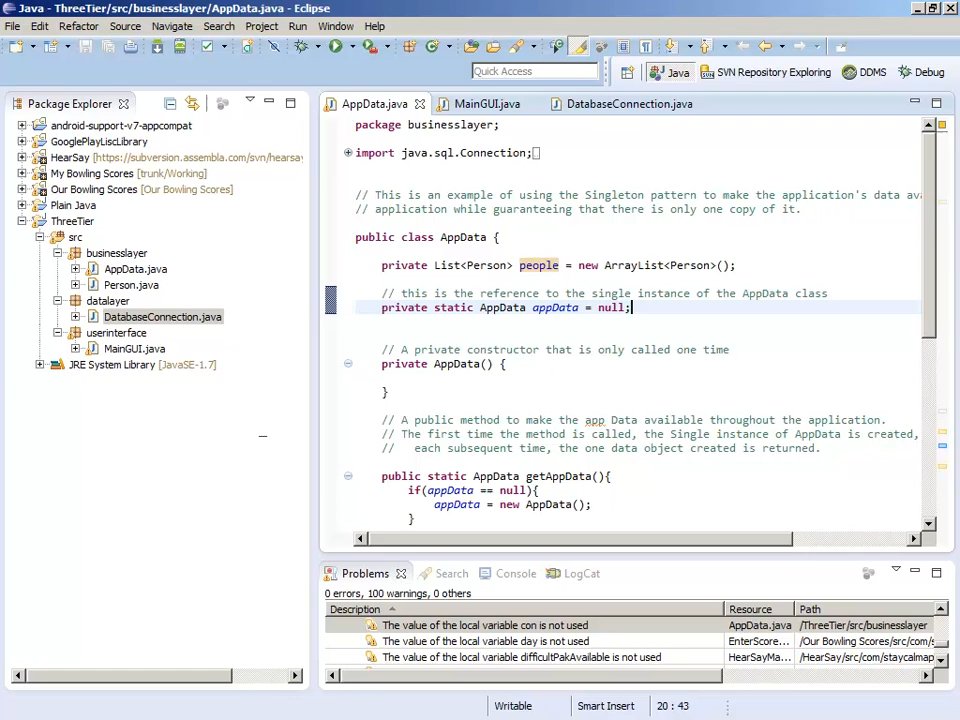 Java - ThreeTier/src/businesslayer/AppData.java - Eclipse
File Edit Refactor Source Navigate Search Project Run Window Help
Quick Access
Java SVN Repository Exploring DDMS Debug
Package Explorer
android-support-v7-appcompat
GooglePlayLiscLibrary
HearSay [https://subversion.assembla.com/svn/hearsay
My Bowling Scores [trunk/Working]
Our Bowling Scores [Our Bowling Scores]
Plain Java
ThreeTier
src
businesslayer
AppData.java
Person.java
datalayer
DatabaseConnection.java
userinterface
MainGUI.java
JRE System Library [JavaSE-1.7]
AppData.java MainGUI.java DatabaseConnection.java
package businesslayer;
import java.sql.Connection;
// This is an example of using the Singleton pattern to make the application's data ava
// application while guaranteeing that there is only one copy of it.
public class AppData {
private List<Person> people = new ArrayList<Person>();
// this is the reference to the single instance of the AppData class
private static AppData appData = null;
// A private constructor that is only called one time
private AppData() {
}
// A public method to make the app Data available throughout the application.
// The first time the method is called, the Single instance of AppData is created,
// each subsequent time, the one data object created is returned.
public static AppData getAppData(){
if(appData == null){
appData = new AppData();
}
Problems Search Console LogCat
0 errors, 100 warnings, 0 others
Description Resource Path
The value of the local variable con is not used AppData.java /ThreeTier/src/businesslayer
The value of the local variable day is not used EnterScore... /Our Bowling Scores/src/com/s
The value of the local variable difficultPakAvailable is not used HearSayMa... /HearSay/src/com/staycalmap
Writable Smart Insert 20 : 43